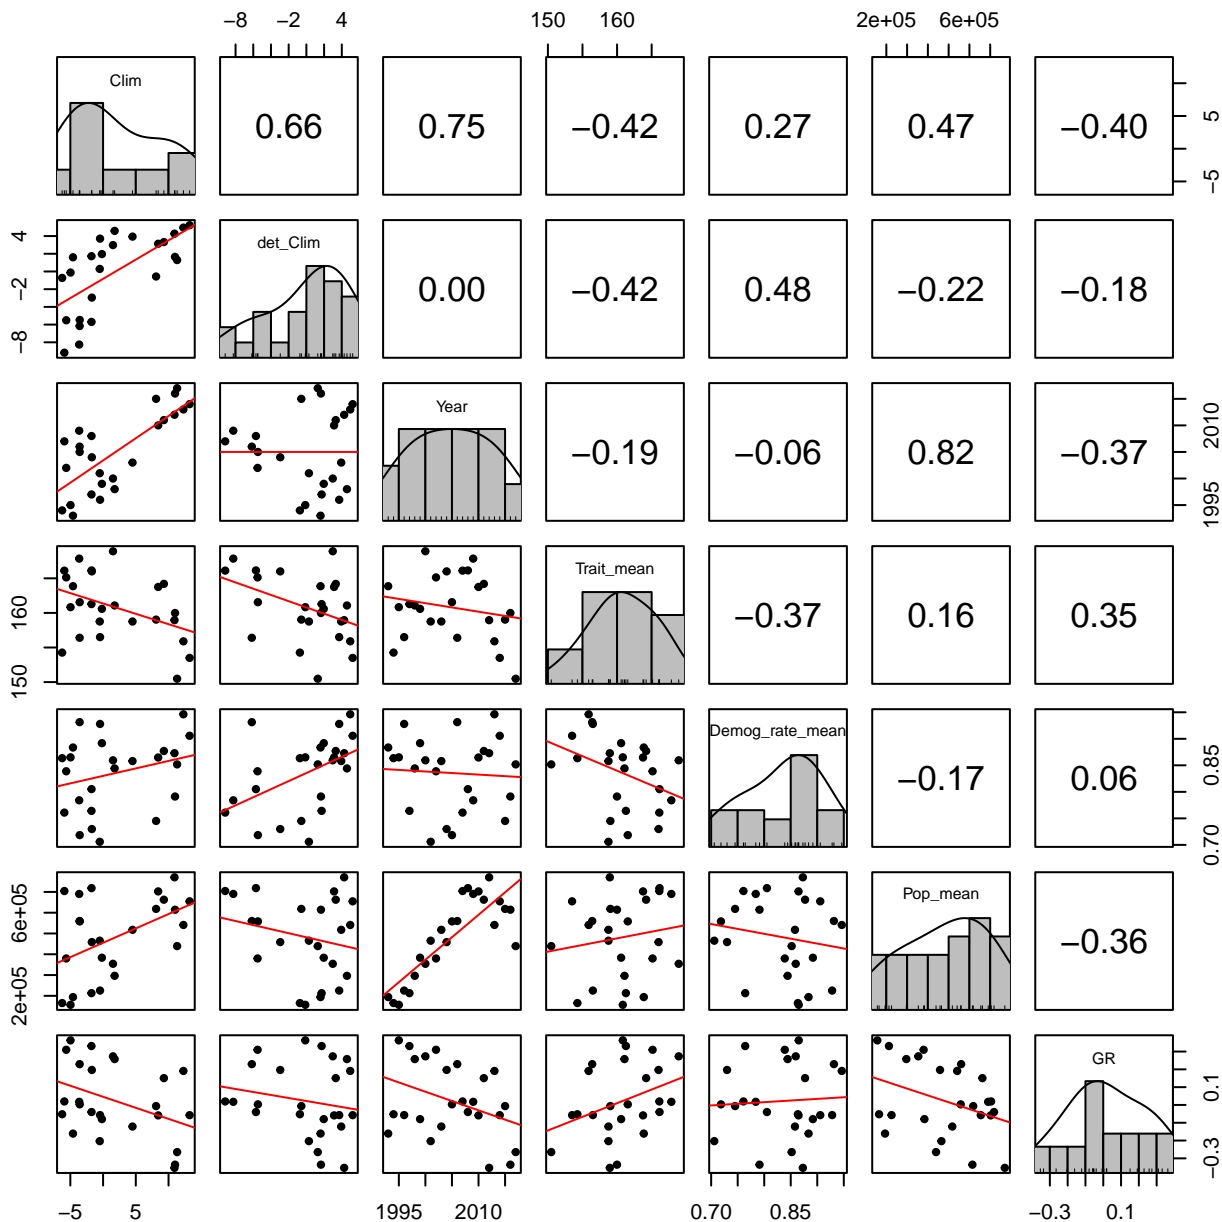 −8 −2 4 150 160 2e+05 6e+05
Clim 0.66 0.75 −0.42 0.27 0.47 −0.40 −5 5
−8 −2 4 det_Clim 0.00 −0.42 0.48 −0.22 −0.18
Year −0.19 −0.06 0.82 −0.37 1995 2010
150 160 Trait_mean −0.37 0.16 0.35
Demog_rate_mean −0.17 0.06 0.70 0.85
2e+05 6e+05 Pop_mean −0.36
GR −0.3 0.1
−5 5 1995 2010 0.70 0.85 −0.3 0.1